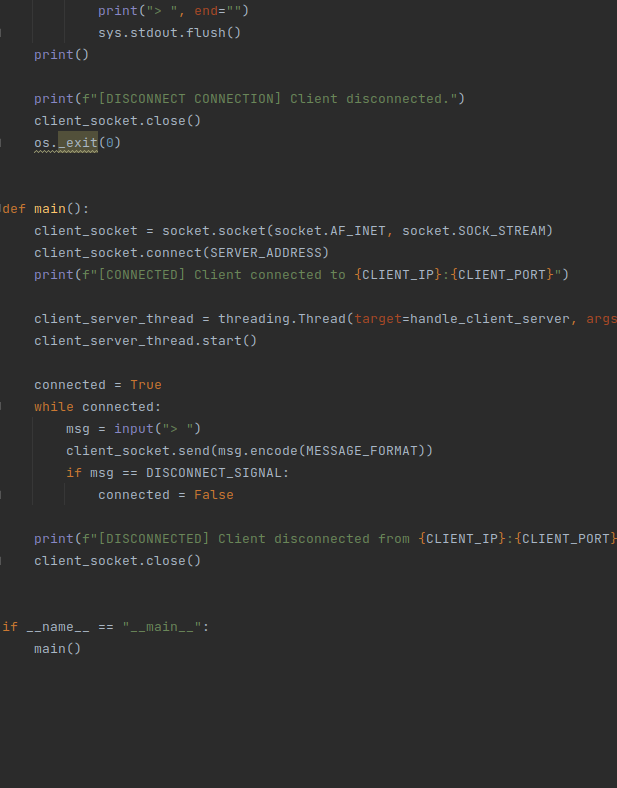 print("> ", end="")
sys.stdout.flush()
print()
print(f"[DISCONNECT CONNECTION] Client disconnected.")
client_socket.close()
os._exit(0)
def main():
client_socket = socket.socket(socket.AF_INET, socket.SOCK_STREAM)
client_socket.connect(SERVER_ADDRESS)
print(f"[CONNECTED] Client connected to {CLIENT_IP}:{CLIENT_PORT}")
client_server_thread = threading.Thread(target=handle_client_server, args
client_server_thread.start()
connected = True
while connected:
msg = input("> ")
client_socket.send(msg.encode(MESSAGE_FORMAT))
if msg == DISCONNECT_SIGNAL:
connected = False
print(f"[DISCONNECTED] Client disconnected from {CLIENT_IP}:{CLIENT_PORT}
client_socket.close()
if __name__ == "__main__":
main()